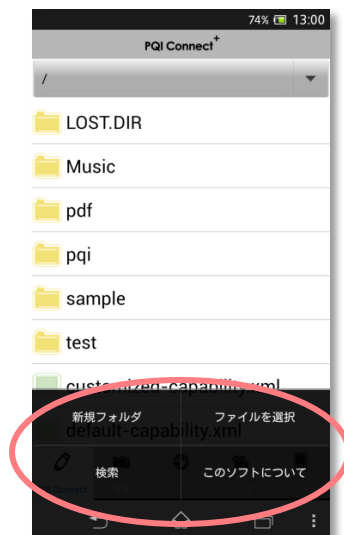 74% 13:00
PQI Connect+
/
LOST.DIR
Music
pdf
pqi
sample
test
customized-capability.xml
新規フォルダ ファイルを選択
default-capability.xml
検索 このソフトについて
Connect